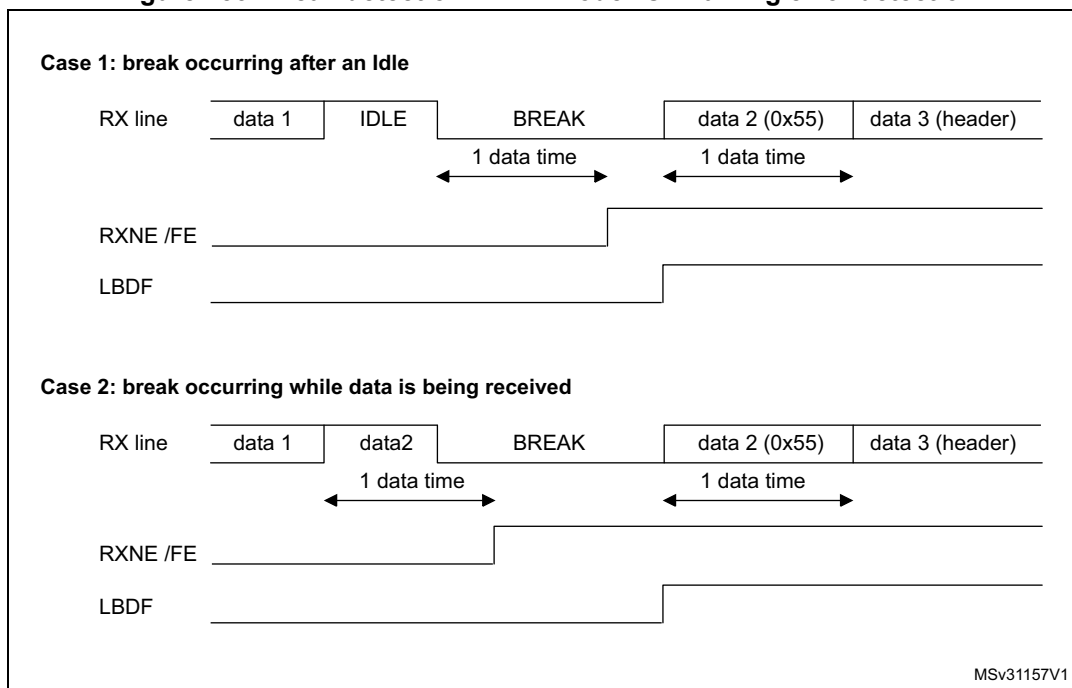 Case 1: break occurring after an Idle
RX line data 1 IDLE BREAK data 2 (0x55) data 3 (header)
1 data time 1 data time
RXNE /FE
LBDF
Case 2: break occurring while data is being received
RX line data 1 data2 BREAK data 2 (0x55) data 3 (header)
1 data time 1 data time
RXNE /FE
LBDF
MSv31157V1